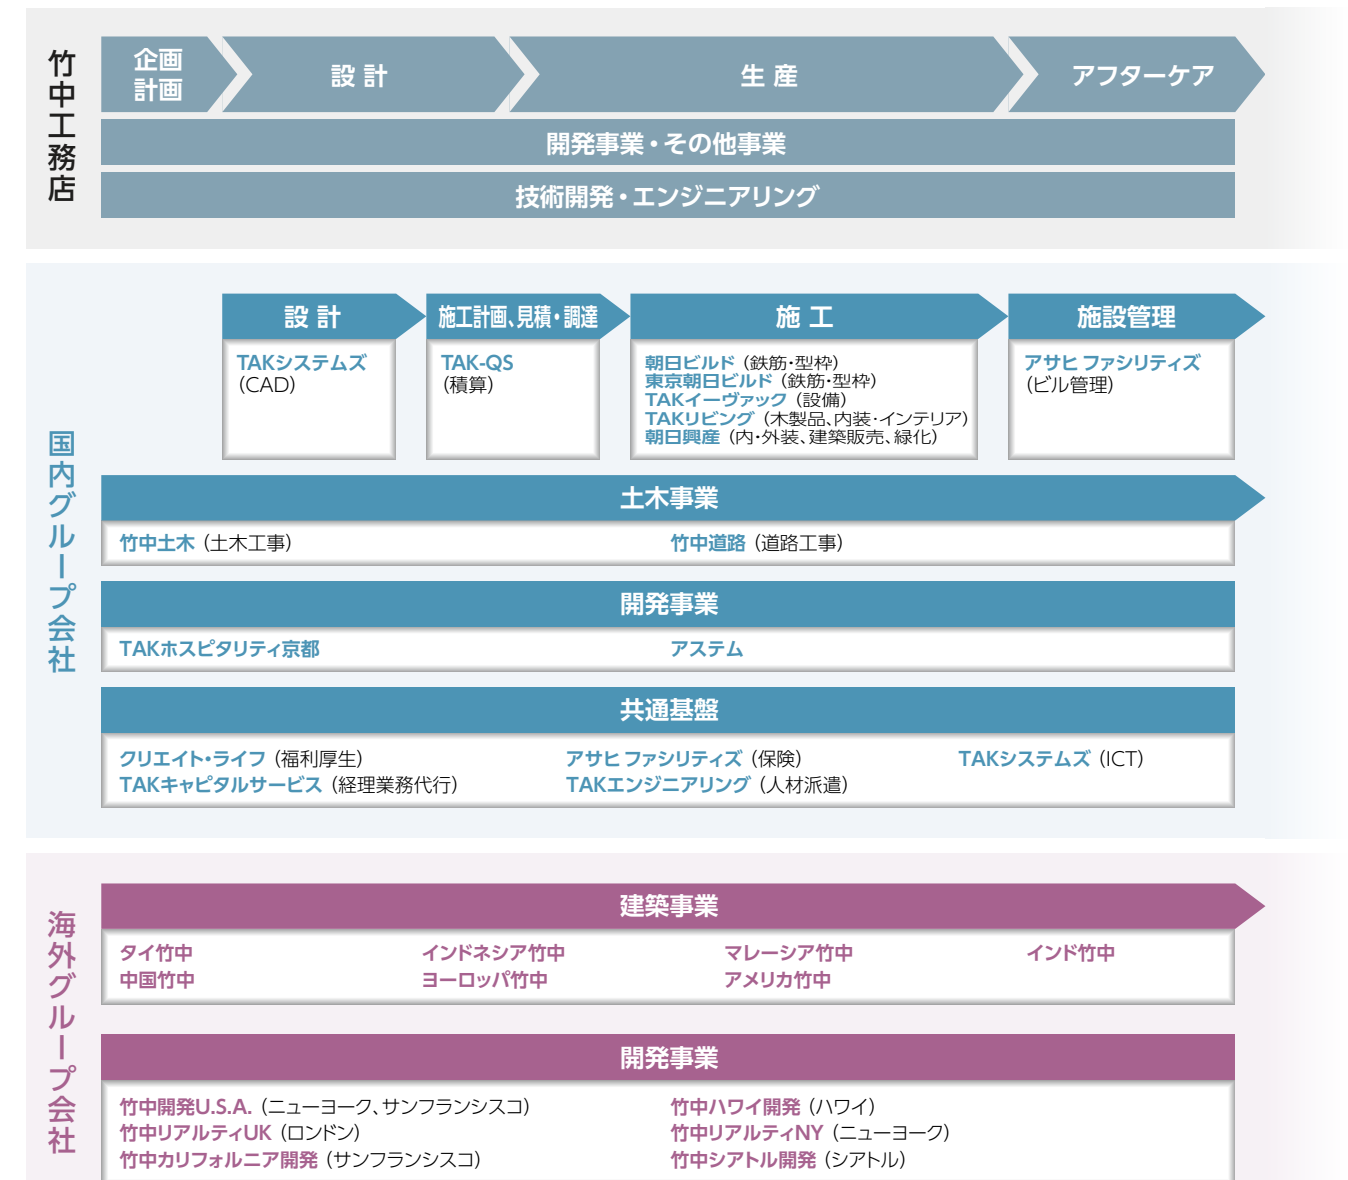 竹中工務店
企画
計画
設計
生産
アフターケア
開発事業・その他事業
技術開発・エンジニアリング
国内グループ会社
設計
施工計画、見積・調達
施工
施設管理
TAKシステムズ
(CAD)
TAK-QS
(積算)
朝日ビルド (鉄筋・型枠)
東京朝日ビルド (鉄筋・型枠)
TAKイーヴァック (設備)
TAKリビング (木製品、内装・インテリア)
朝日興産 (内・外装、建築販売、緑化)
アサヒ ファシリティズ
(ビル管理)
土木事業
竹中土木 (土木工事) 竹中道路 (道路工事)
開発事業
TAKホスピタリティ京都 アステム
共通基盤
クリエイト・ライフ (福利厚生) アサヒ ファシリティズ (保険) TAKシステムズ (ICT)
TAKキャピタルサービス (経理業務代行) TAKエンジニアリング (人材派遣)
海外グループ会社
建築事業
タイ竹中 インドネシア竹中 マレーシア竹中 インド竹中
中国竹中 ヨーロッパ竹中 アメリカ竹中
開発事業
竹中開発U.S.A. (ニューヨーク、サンフランシスコ) 竹中ハワイ開発 (ハワイ)
竹中リアルティUK (ロンドン) 竹中リアルティNY (ニューヨーク)
竹中カリフォルニア開発 (サンフランシスコ) 竹中シアトル開発 (シアトル)